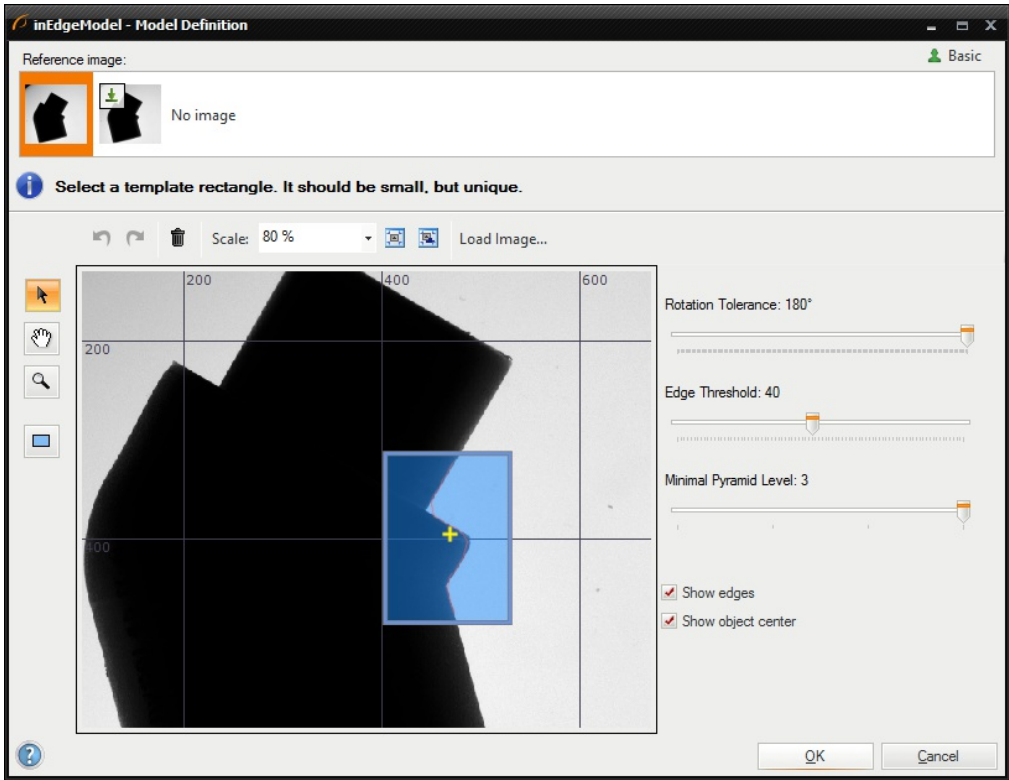 inEdgeModel - Model Definition
Reference image:
Basic
No image
Select a template rectangle. It should be small, but unique.
Scale: 80 %
Load Image...
200 400 600
200
400
Rotation Tolerance: 180°
Edge Threshold: 40
Minimal Pyramid Level: 3
Show edges
Show object center
OK Cancel